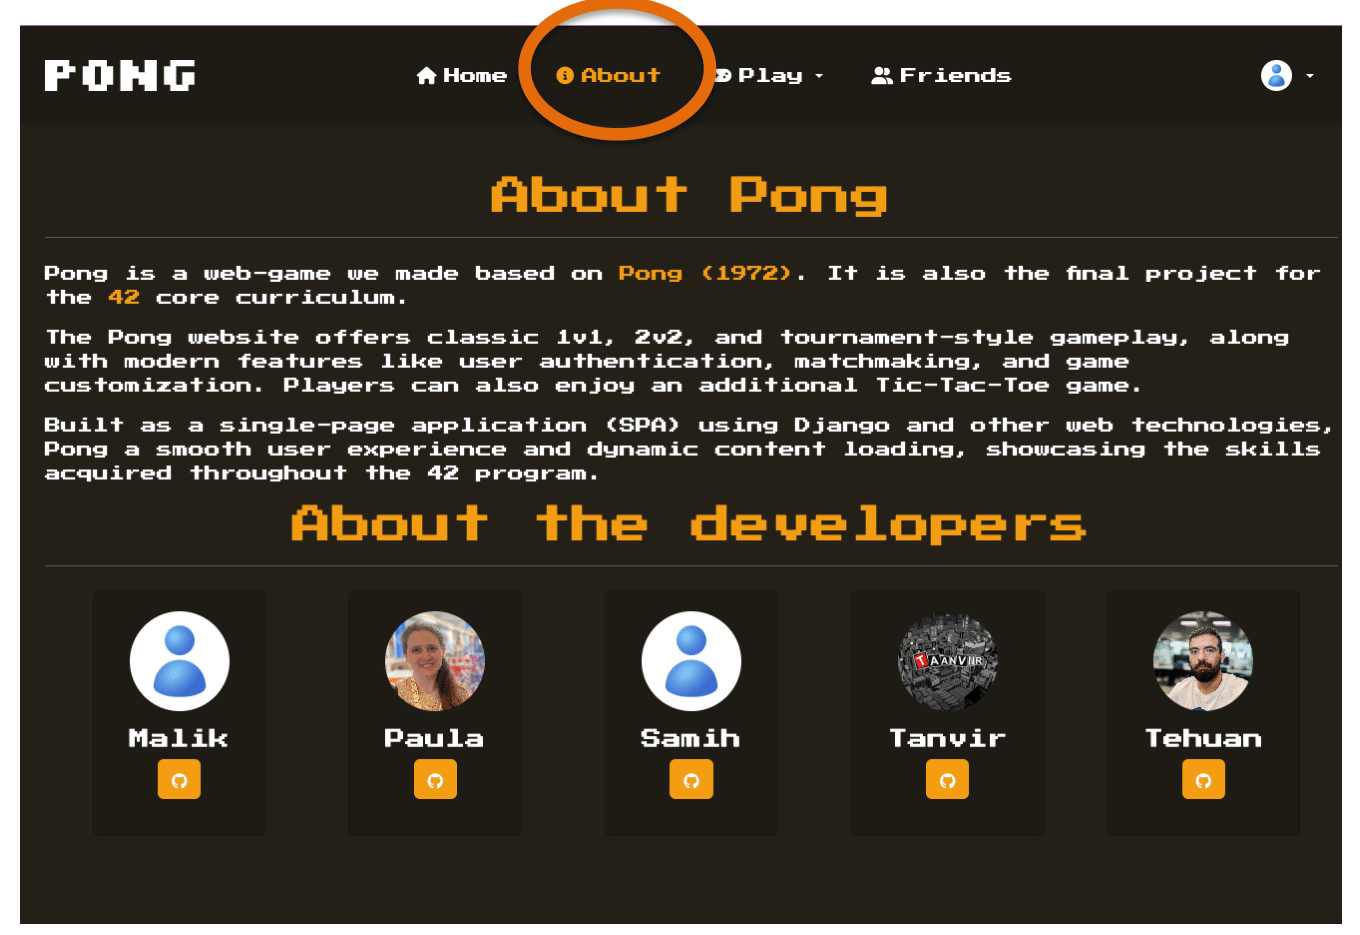 PONG
Home
About
Play
Friends
About Pong
Pong is a web-game we made based on Pong (1972). It is also the final project for
the 42 core curriculum.
The Pong website offers classic 1v1, 2v2, and tournament-style gameplay, along
with modern features like user authentication, matchmaking, and game
customization. Players can also enjoy an additional Tic-Tac-Toe game.
Built as a single-page application (SPA) using Django and other web technologies,
Pong a smooth user experience and dynamic content loading, showcasing the skills
acquired throughout the 42 program.
About the developers
TAANVIIR
Malik
Paula
Samih
Tanvir
Tehuan